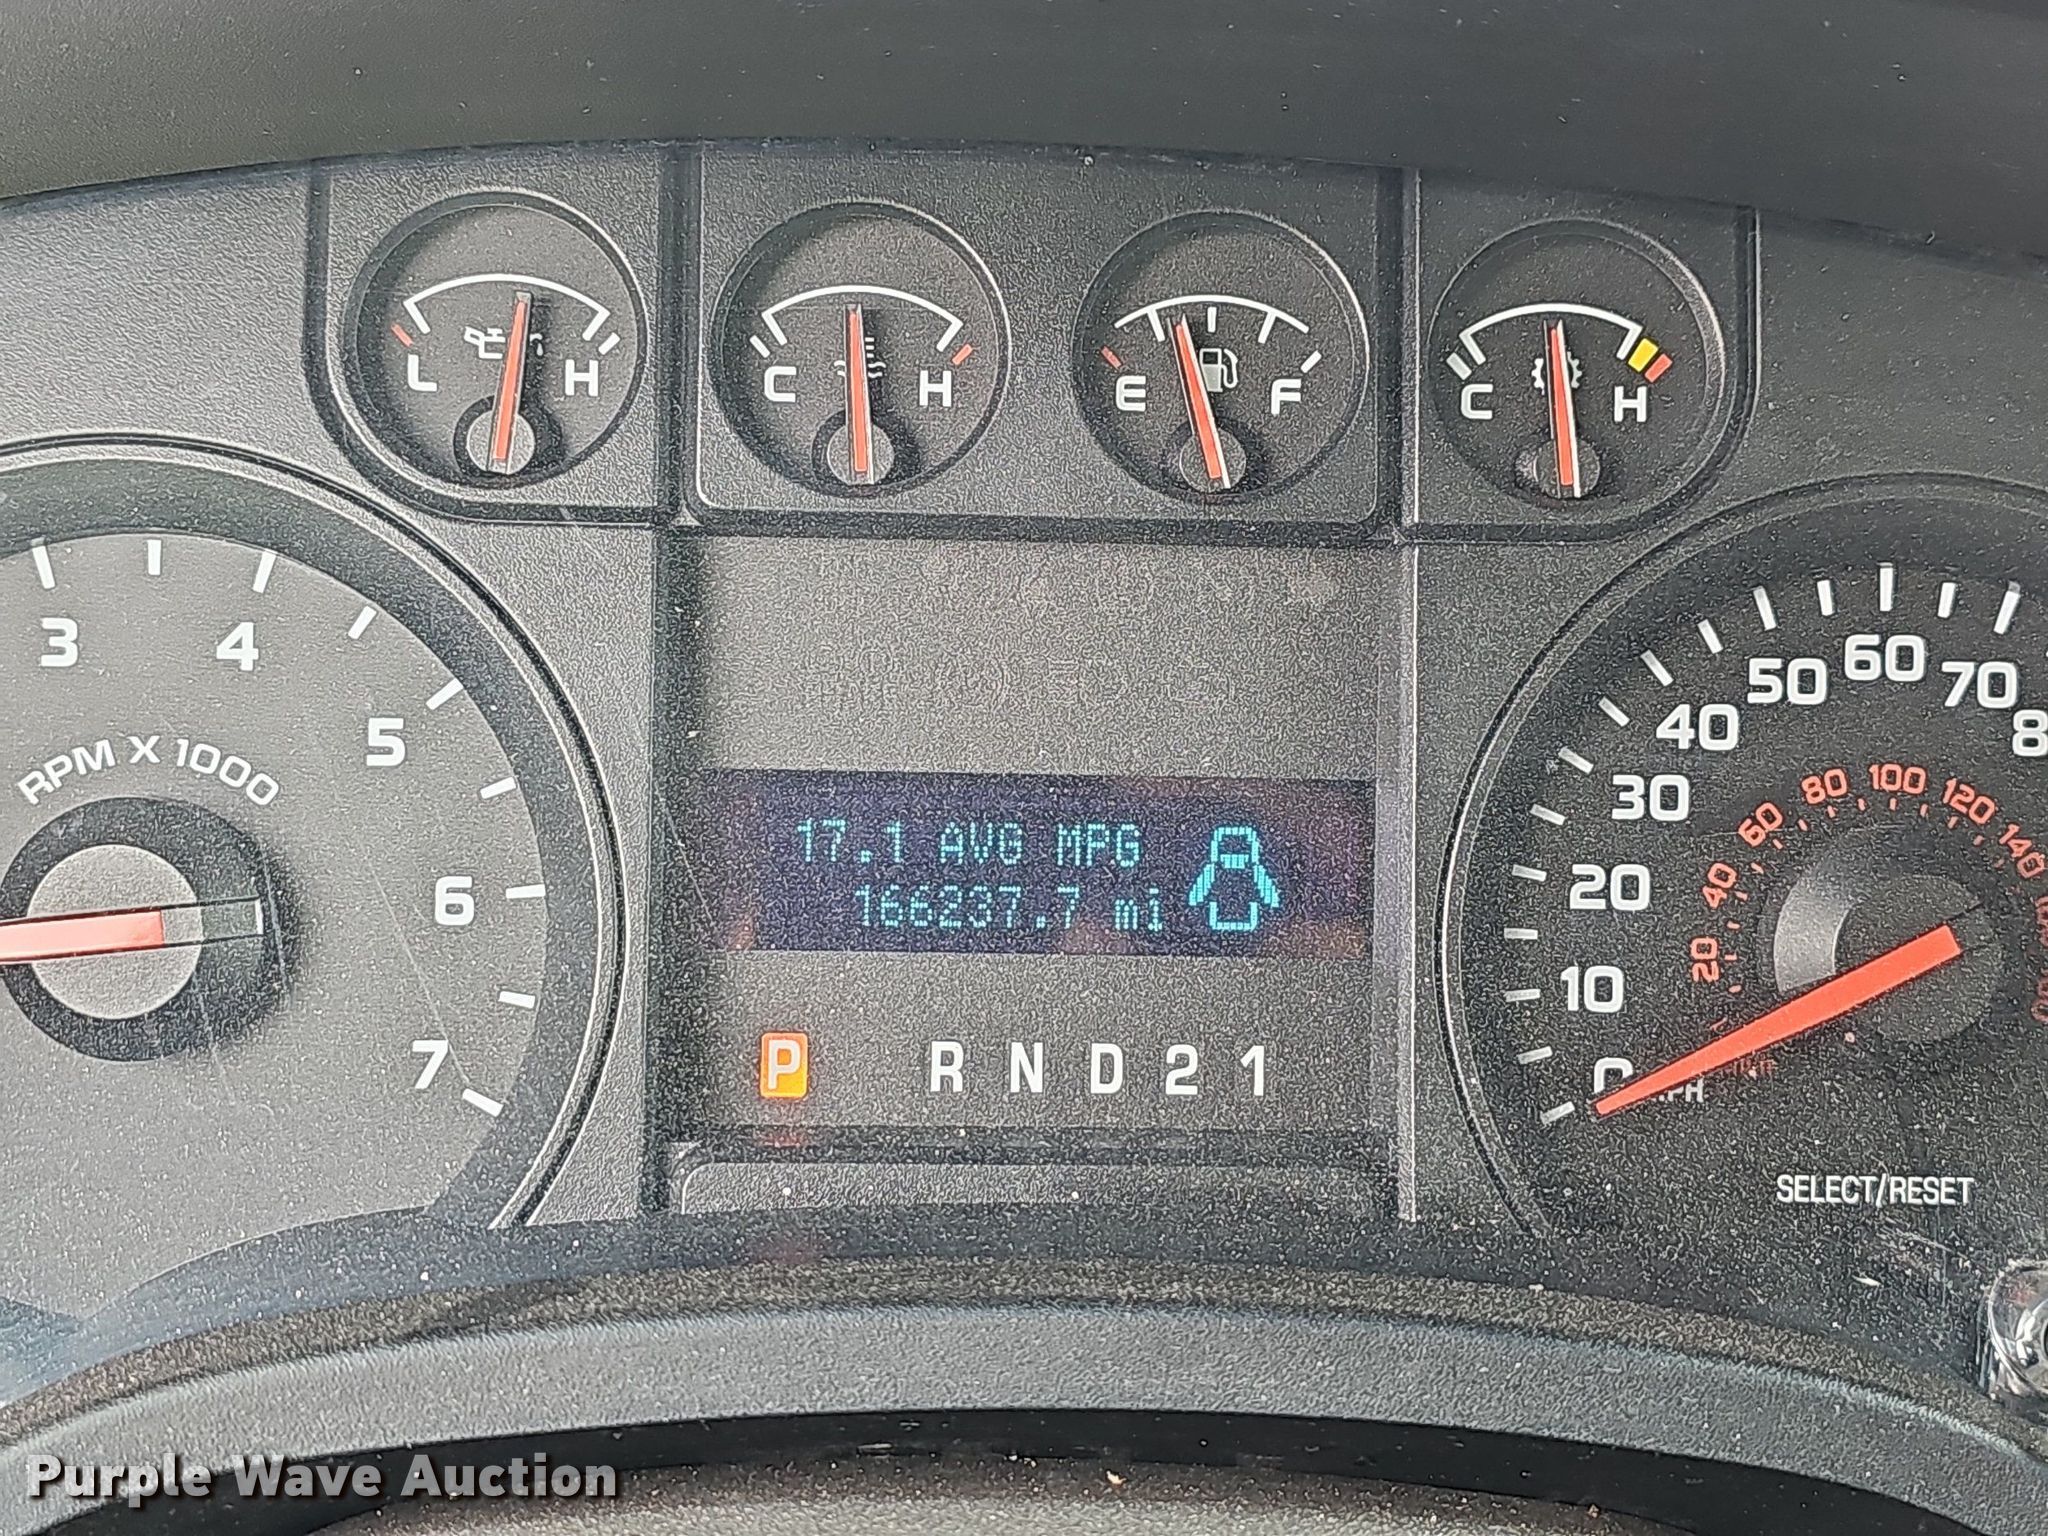 L H
C H
E F
C H
3 4 5 6 7
RPM X 1000
17.1 AVG MPG
166237.7 mi
P R N D 2 1
0 10 20 30 40 50 60 70
20 40 60 80 100 120 140
SELECT/RESET
Purple Wave Auction